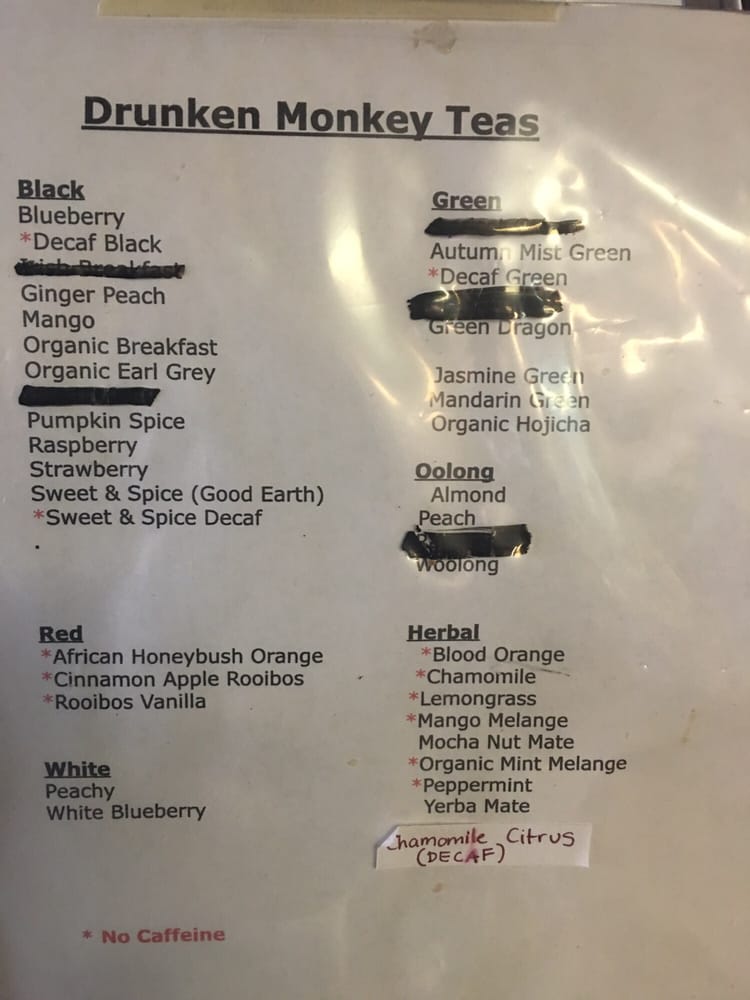 Drunken Monkey Teas
Black
Blueberry
*Decaf Black
Irish Breakfast
Ginger Peach
Mango
Organic Breakfast
Organic Earl Grey
Pumpkin Spice
Raspberry
Strawberry
Sweet & Spice (Good Earth)
*Sweet & Spice Decaf
.
Red
*African Honeybush Orange
*Cinnamon Apple Rooibos
*Rooibos Vanilla
White
Peachy
White Blueberry
* No Caffeine
Green
Autumn Mist Green
*Decaf Green
Green Dragon
Jasmine Green
Mandarin Green
Organic Hojicha
Oolong
Almond
Peach
Woolong
Herbal
*Blood Orange
*Chamomile
*Lemongrass
*Mango Melange
Mocha Nut Mate
*Organic Mint Melange
*Peppermint
Yerba Mate
Chamomile Citrus
(DECAF)